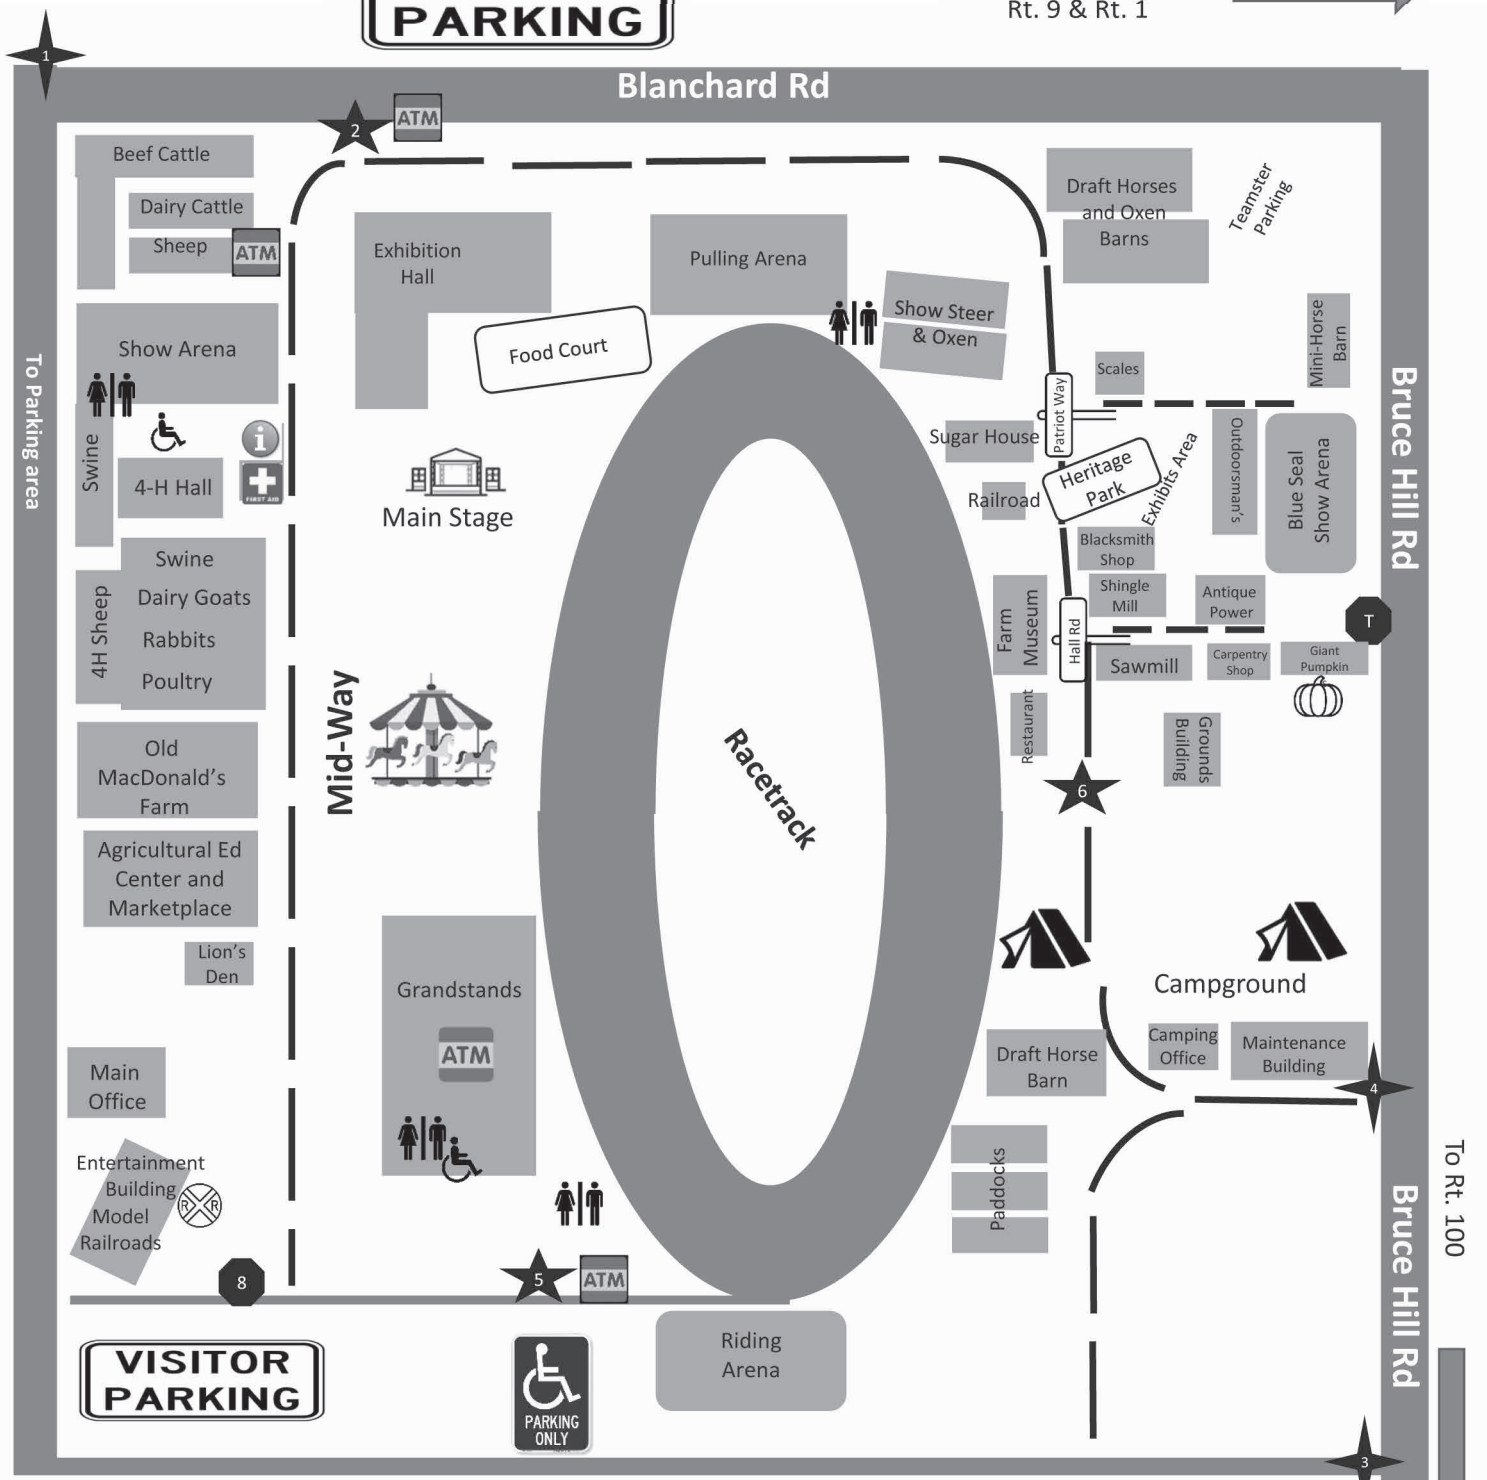 PARKING
Rt. 9 & Rt. 1
1
Blanchard Rd
2
ATM
Beef Cattle
Dairy Cattle
Sheep
ATM
Exhibition
Hall
Pulling Arena
Draft Horses
and Oxen
Barns
Teamster
Parking
Show Steer
& Oxen
Food Court
Show Arena
Mini-Horse
Barn
Scales
Patriot Way
To Parking area
Bruce Hill Rd
Swine
4-H Hall
i
FIRST AID
Main Stage
Sugar House
Heritage
Park
Exhibits Area
Outdoorsman's
Blue Seal
Show Arena
Railroad
Blacksmith
Shop
Swine
Dairy Goats
Rabbits
Poultry
4H Sheep
Farm
Museum
Shingle
Mill
Antique
Power
T
Hall Rd
Sawmill
Carpentry
Shop
Giant
Pumpkin
Restaurant
Grounds
Building
Mid-Way
Old
MacDonald's
Farm
Racetrack
6
Agricultural Ed
Center and
Marketplace
Lion's
Den
Grandstands
ATM
Campground
Draft Horse
Barn
Camping
Office
Maintenance
Building
4
Main
Office
Entertainment
Building
Model
Railroads
R R
Paddocks
To Rt. 100
Bruce Hill Rd
8
5
ATM
VISITOR
PARKING
PARKING
ONLY
Riding
Arena
3